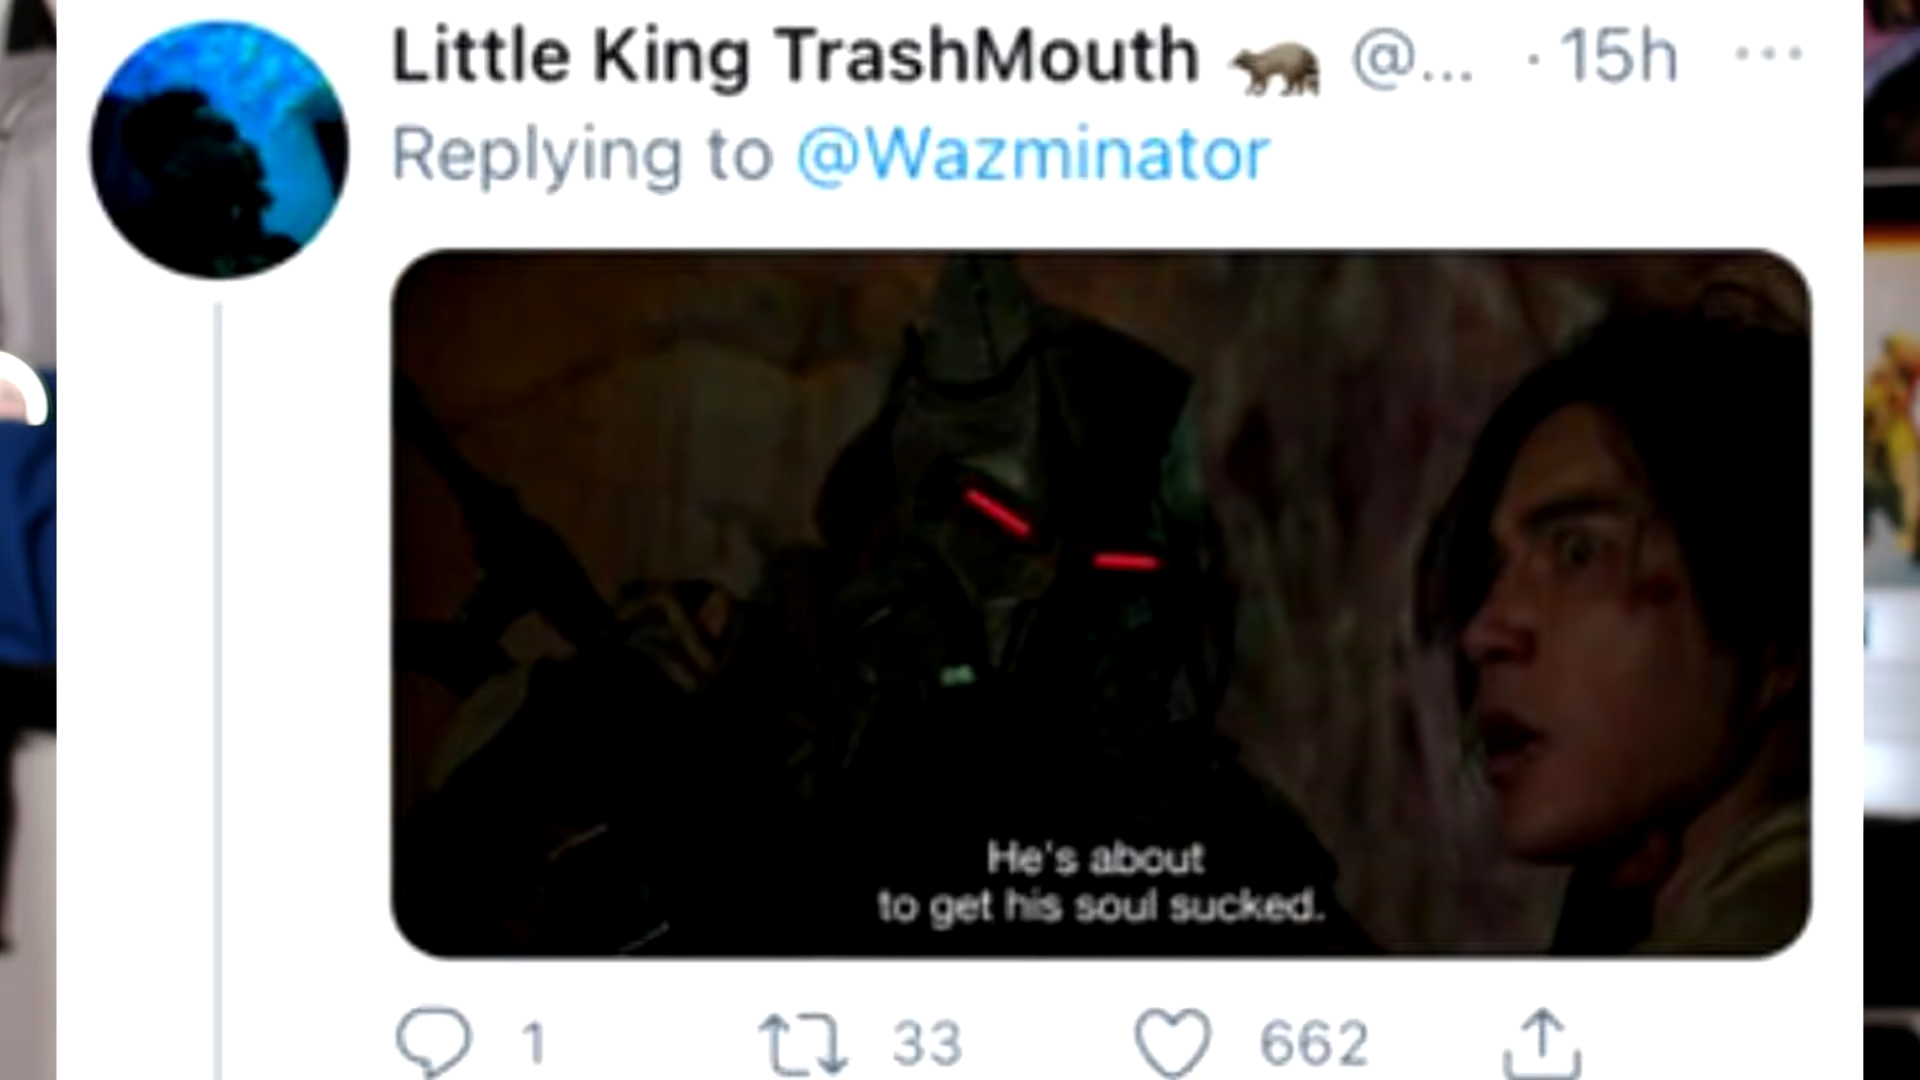 Little King TrashMouth 🦝 @... · 15h
Replying to @Wazminator
He's about
to get his soul sucked.
1 33 662